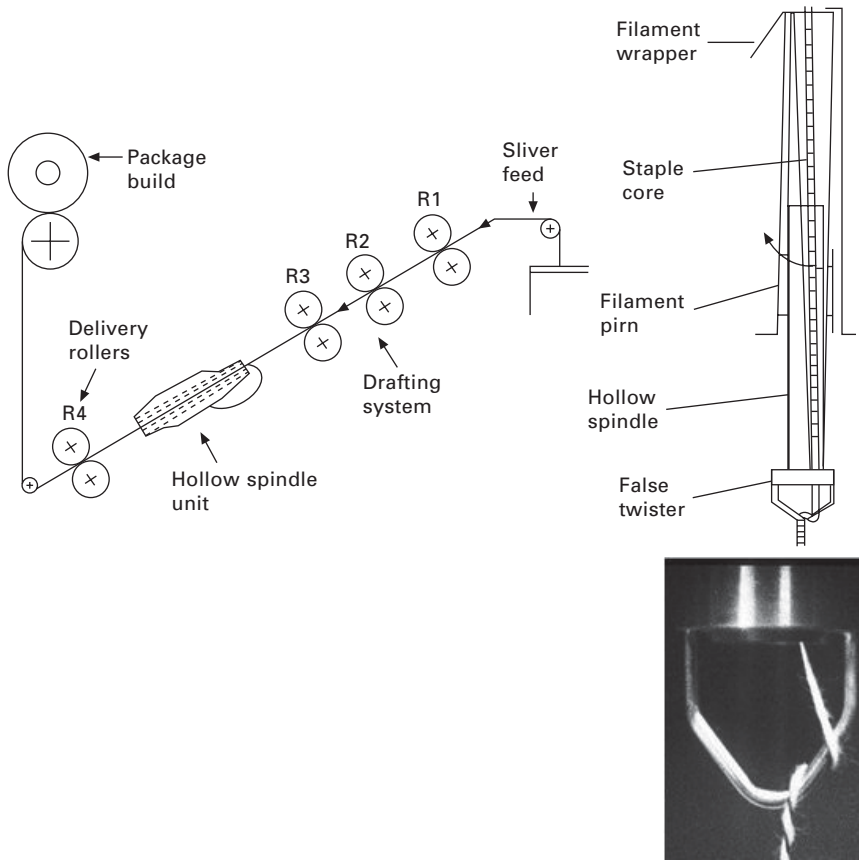 Package
build
Sliver
feed
R1
R2
R3
Delivery
rollers
R4
Drafting
system
Hollow spindle
unit
Filament
wrapper
Staple
core
Filament
pirn
Hollow
spindle
False
twister